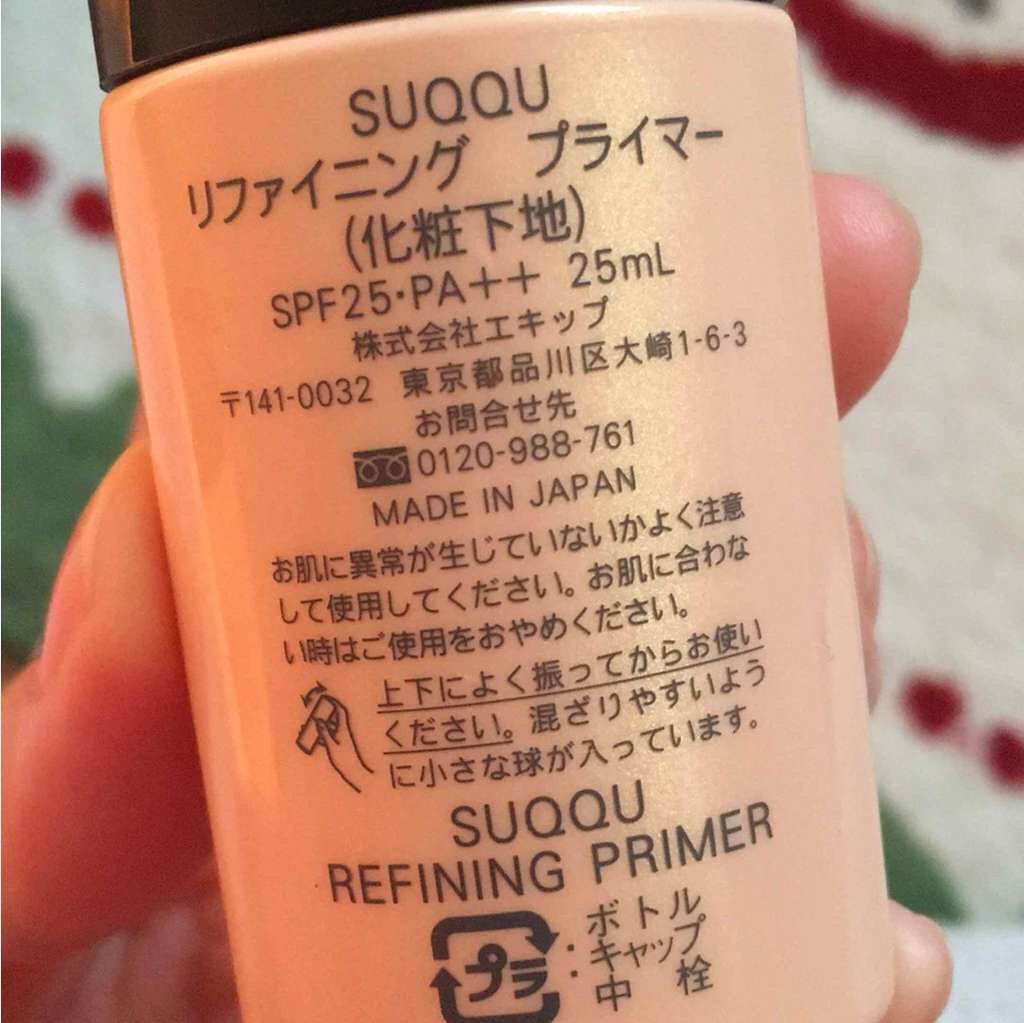 SUQQU
リファイニング プライマー
(化粧下地)
SPF25・PA++ 25mL
株式会社エキップ
〒141-0032 東京都品川区大崎1-6-3
お問合せ先
0120-988-761
MADE IN JAPAN
お肌に異常が生じていないかよく注意
して使用してください。お肌に合わな
い時はご使用をおやめください。
上下によく振ってからお使い
ください。混ざりやすいよう
に小さな球が入っています。
SUQQU
REFINING PRIMER
プラ
・ボトル
・キャップ
中 栓